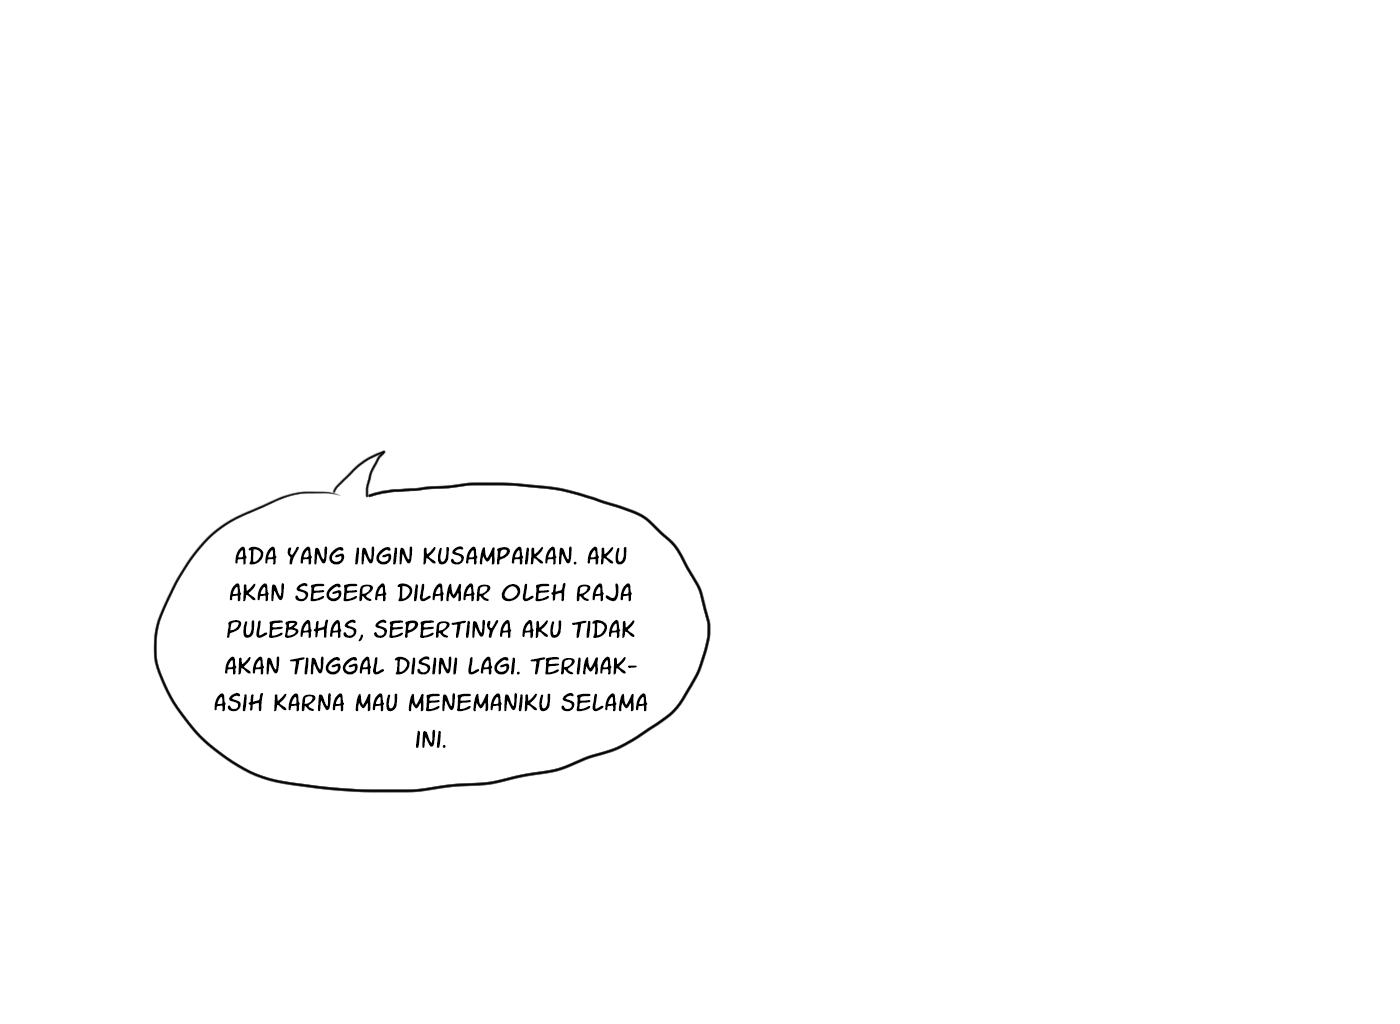 ADA YANG INGIN KUSAMPAIKAN. AKU
AKAN SEGERA DILAMAR OLEH RAJA
PULEBAHAS, SEPERTINYA AKU TIDAK
AKAN TINGGAL DISINI LAGI. TERIMAK-
ASIH KARNA MAU MENEMANIKU SELAMA
INI.